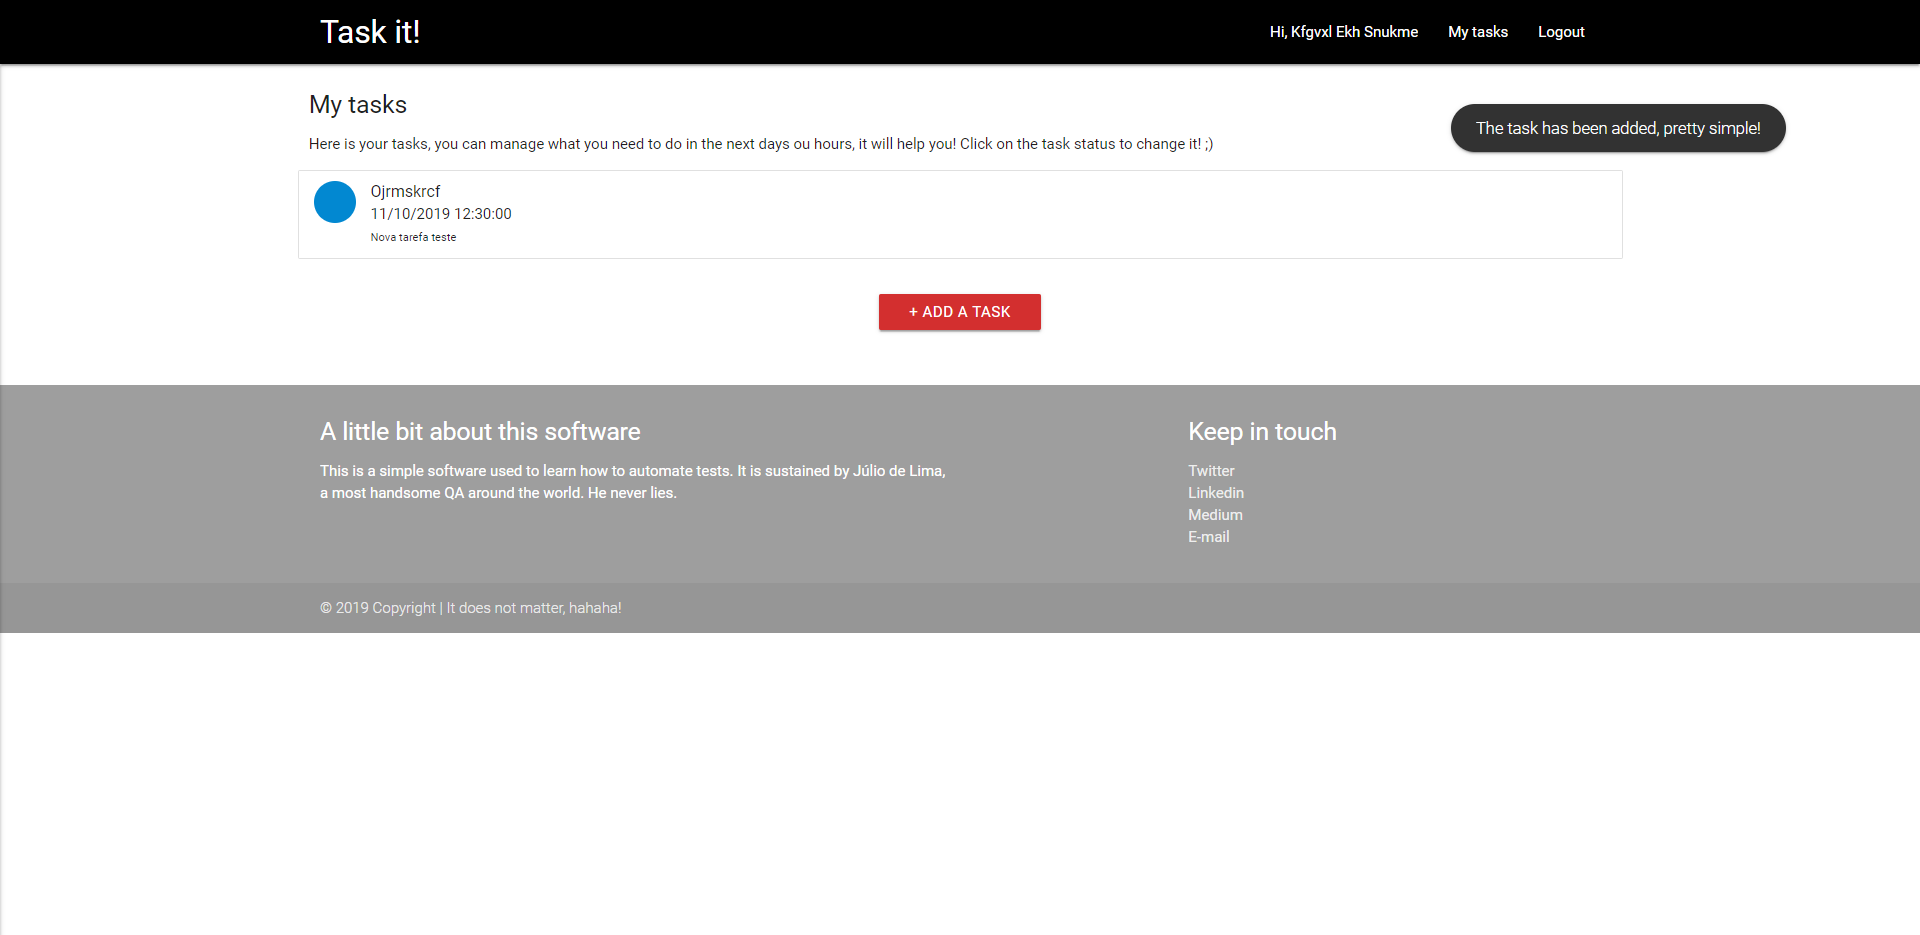 Task it!
Hi, Kfgvxl Ekh Snukme
My tasks
Logout
My tasks
The task has been added, pretty simple!
Here is your tasks, you can manage what you need to do in the next days ou hours, it will help you! Click on the task status to change it! ;)
Ojrmskrcf
11/10/2019 12:30:00
Nova tarefa teste
+ ADD A TASK
A little bit about this software
This is a simple software used to learn how to automate tests. It is sustained by Júlio de Lima,
a most handsome QA around the world. He never lies.
Keep in touch
Twitter
Linkedin
Medium
E-mail
© 2019 Copyright | It does not matter, hahaha!